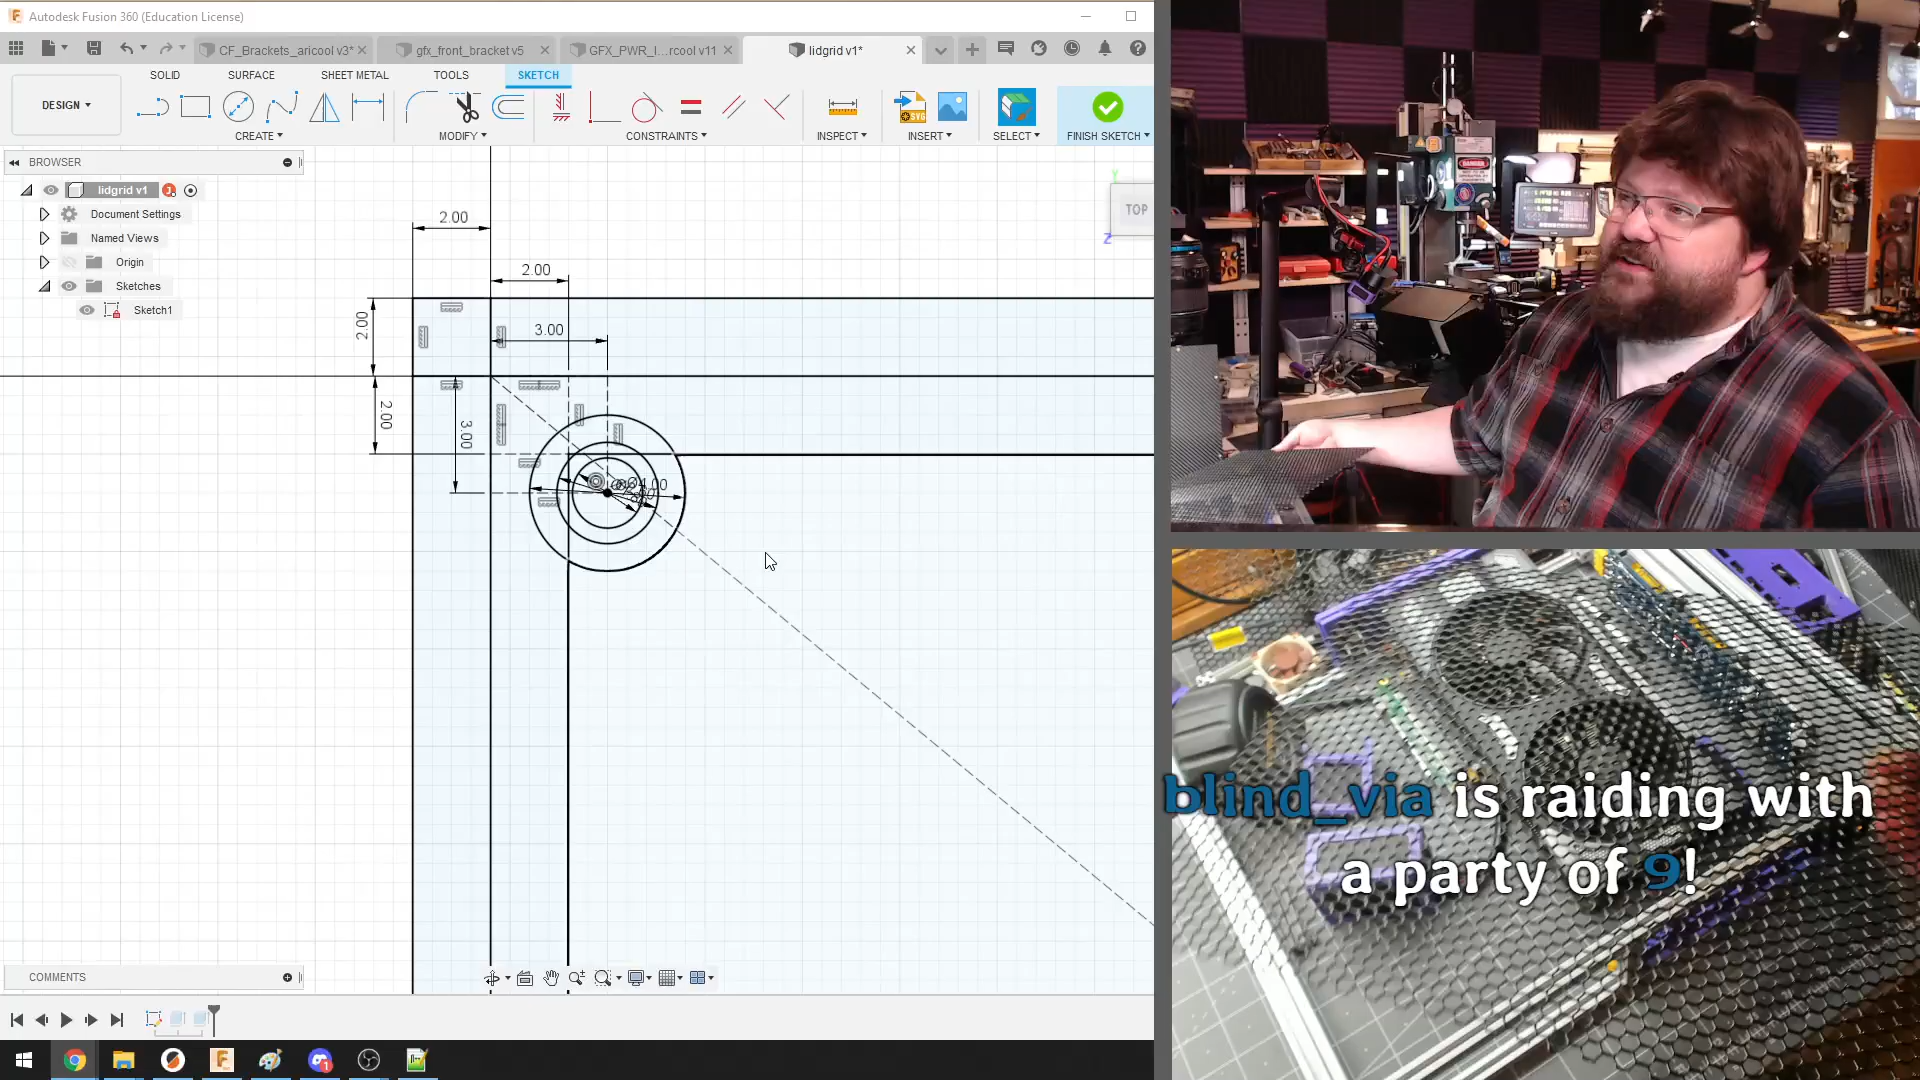 Autodesk Fusion 360 (Education License)
CF_Brackets_aricool v3*
gfx_front_bracket v5
GFX_PWR_I...rcool v11
lidgrid v1*
DESIGN
SOLID
SURFACE
SHEET METAL
TOOLS
SKETCH
CREATE
MODIFY
CONSTRAINTS
INSPECT
INSERT
SELECT
FINISH SKETCH
BROWSER
lidgrid v1
Document Settings
Named Views
Origin
Sketches
Sketch1
2.00
2.00
3.00
2.00
2.00
3.00
TOP
Y
Z
DANGER
COMMENTS
blind_via is raiding with
a party of 9!